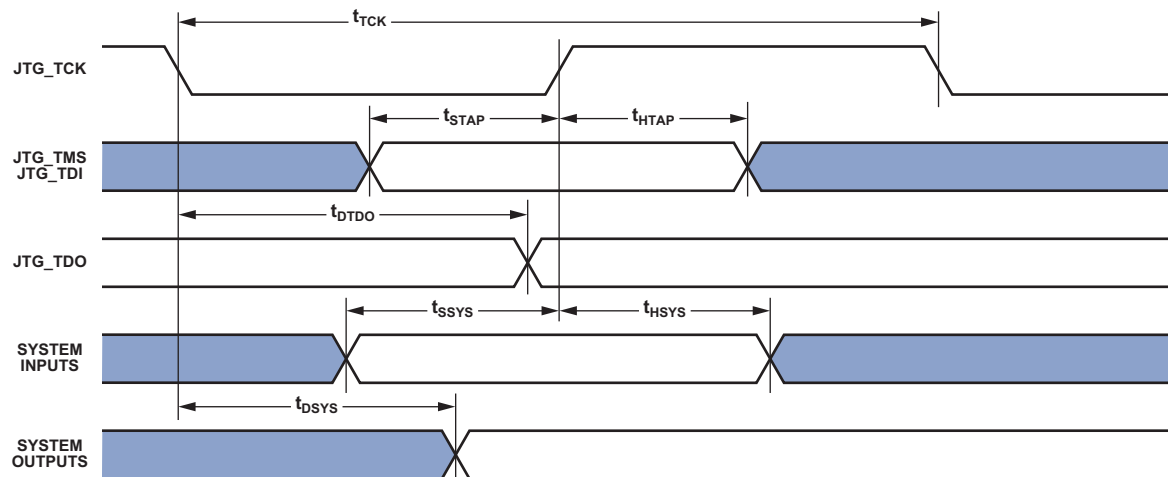 tTCK
JTG_TCK
tSTAP
tHTAP
JTG_TMS
JTG_TDI
tDTDO
JTG_TDO
tSSYS
tHSYS
SYSTEM
INPUTS
tDSYS
SYSTEM
OUTPUTS